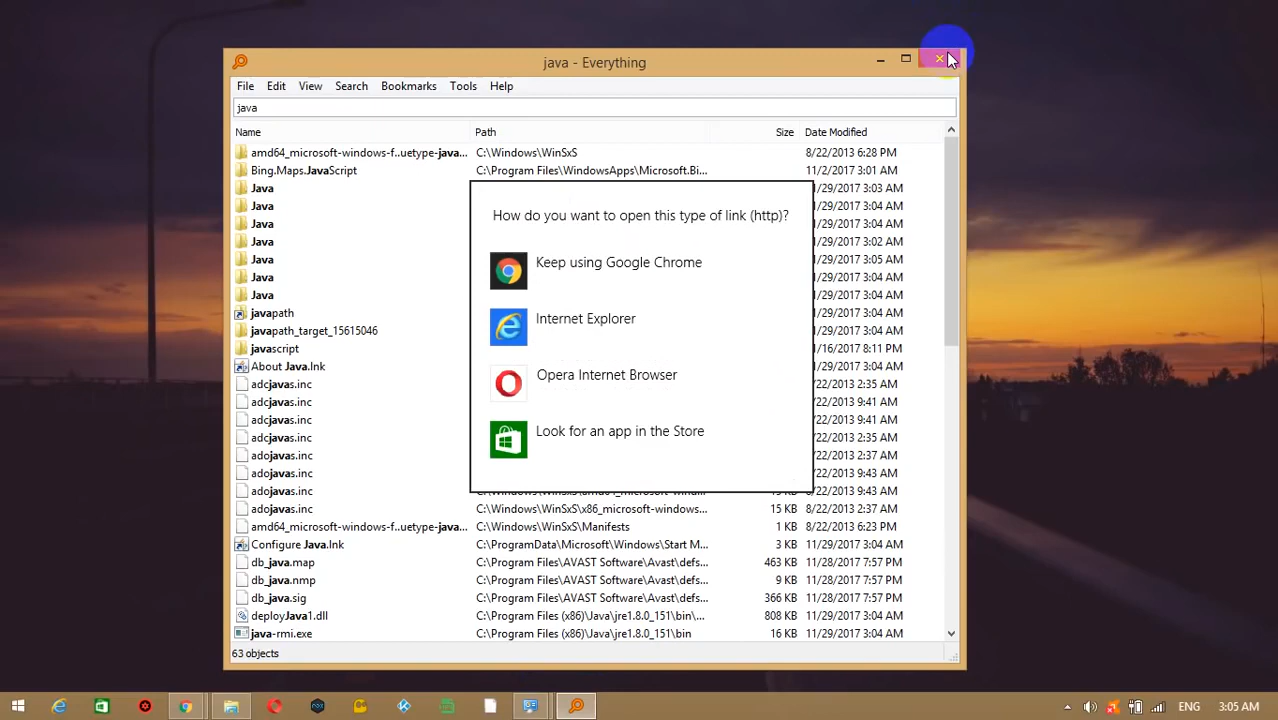 java - Everything
File Edit View Search Bookmarks Tools Help
java
Name Path Size Date Modified
amd64_microsoft-windows-f..uetype-java... C:\Windows\WinSxS 8/22/2013 6:28 PM
Bing.Maps.JavaScript C:\Program Files\WindowsApps\Microsoft.Bi... 11/2/2017 3:01 AM
Java /29/2017 3:03 AM
Java 1/29/2017 3:04 AM
Java 1/29/2017 3:04 AM
Java 1/29/2017 3:02 AM
Java 1/29/2017 3:05 AM
Java 1/29/2017 3:04 AM
Java 1/29/2017 3:04 AM
javapath 1/29/2017 3:04 AM
javapath_target_15615046 1/29/2017 3:04 AM
javascript 1/16/2017 8:11 PM
About Java.lnk 1/29/2017 3:04 AM
adcjavas.inc /22/2013 2:35 AM
adcjavas.inc /22/2013 9:41 AM
adcjavas.inc /22/2013 9:41 AM
adcjavas.inc /22/2013 2:35 AM
adojavas.inc /22/2013 2:35 AM
adojavas.inc /22/2013 9:43 AM
adojavas.inc /22/2013 9:41 AM
adojavas.inc C:\Windows\WinSxS\x86_microsoft-windows... 15 KB 8/22/2013 2:37 AM
amd64_microsoft-windows-f..uetype-java... C:\Windows\WinSxS\Manifests 1 KB 8/22/2013 6:23 PM
Configure Java.lnk C:\ProgramData\Microsoft\Windows\Start M... 3 KB 11/29/2017 3:04 AM
db_java.map C:\Program Files\AVAST Software\Avast\defs... 463 KB 11/28/2017 7:57 PM
db_java.nmp C:\Program Files\AVAST Software\Avast\defs... 9 KB 11/28/2017 7:57 PM
db_java.sig C:\Program Files\AVAST Software\Avast\defs... 366 KB 11/28/2017 7:57 PM
deployJava1.dll C:\Program Files (x86)\Java\jre1.8.0_151\bin\... 808 KB 11/29/2017 3:04 AM
java-rmi.exe C:\Program Files (x86)\Java\jre1.8.0_151\bin 16 KB 11/29/2017 3:04 AM
63 objects
How do you want to open this type of link (http)?
Keep using Google Chrome
Internet Explorer
Opera Internet Browser
Look for an app in the Store
ENG 3:05 AM